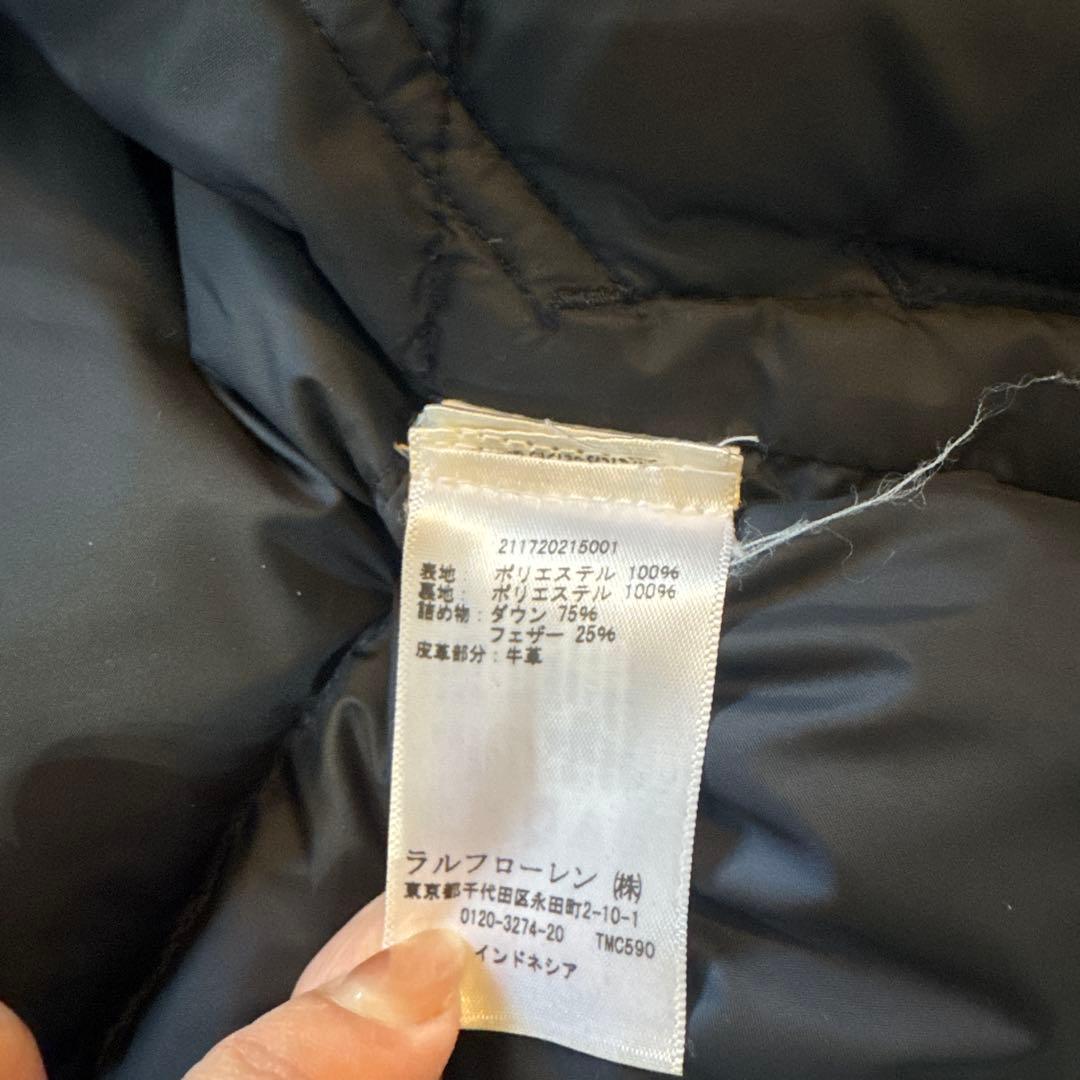 211720215001
表地： ポリエステル 100%
裏地： ポリエステル 100%
詰め物：ダウン 75%
フェザー 25%
皮革部分：牛革
ラルフローレン ㈱
東京都千代田区永田町2-10-1
0120-3274-20 TMC590
インドネシア